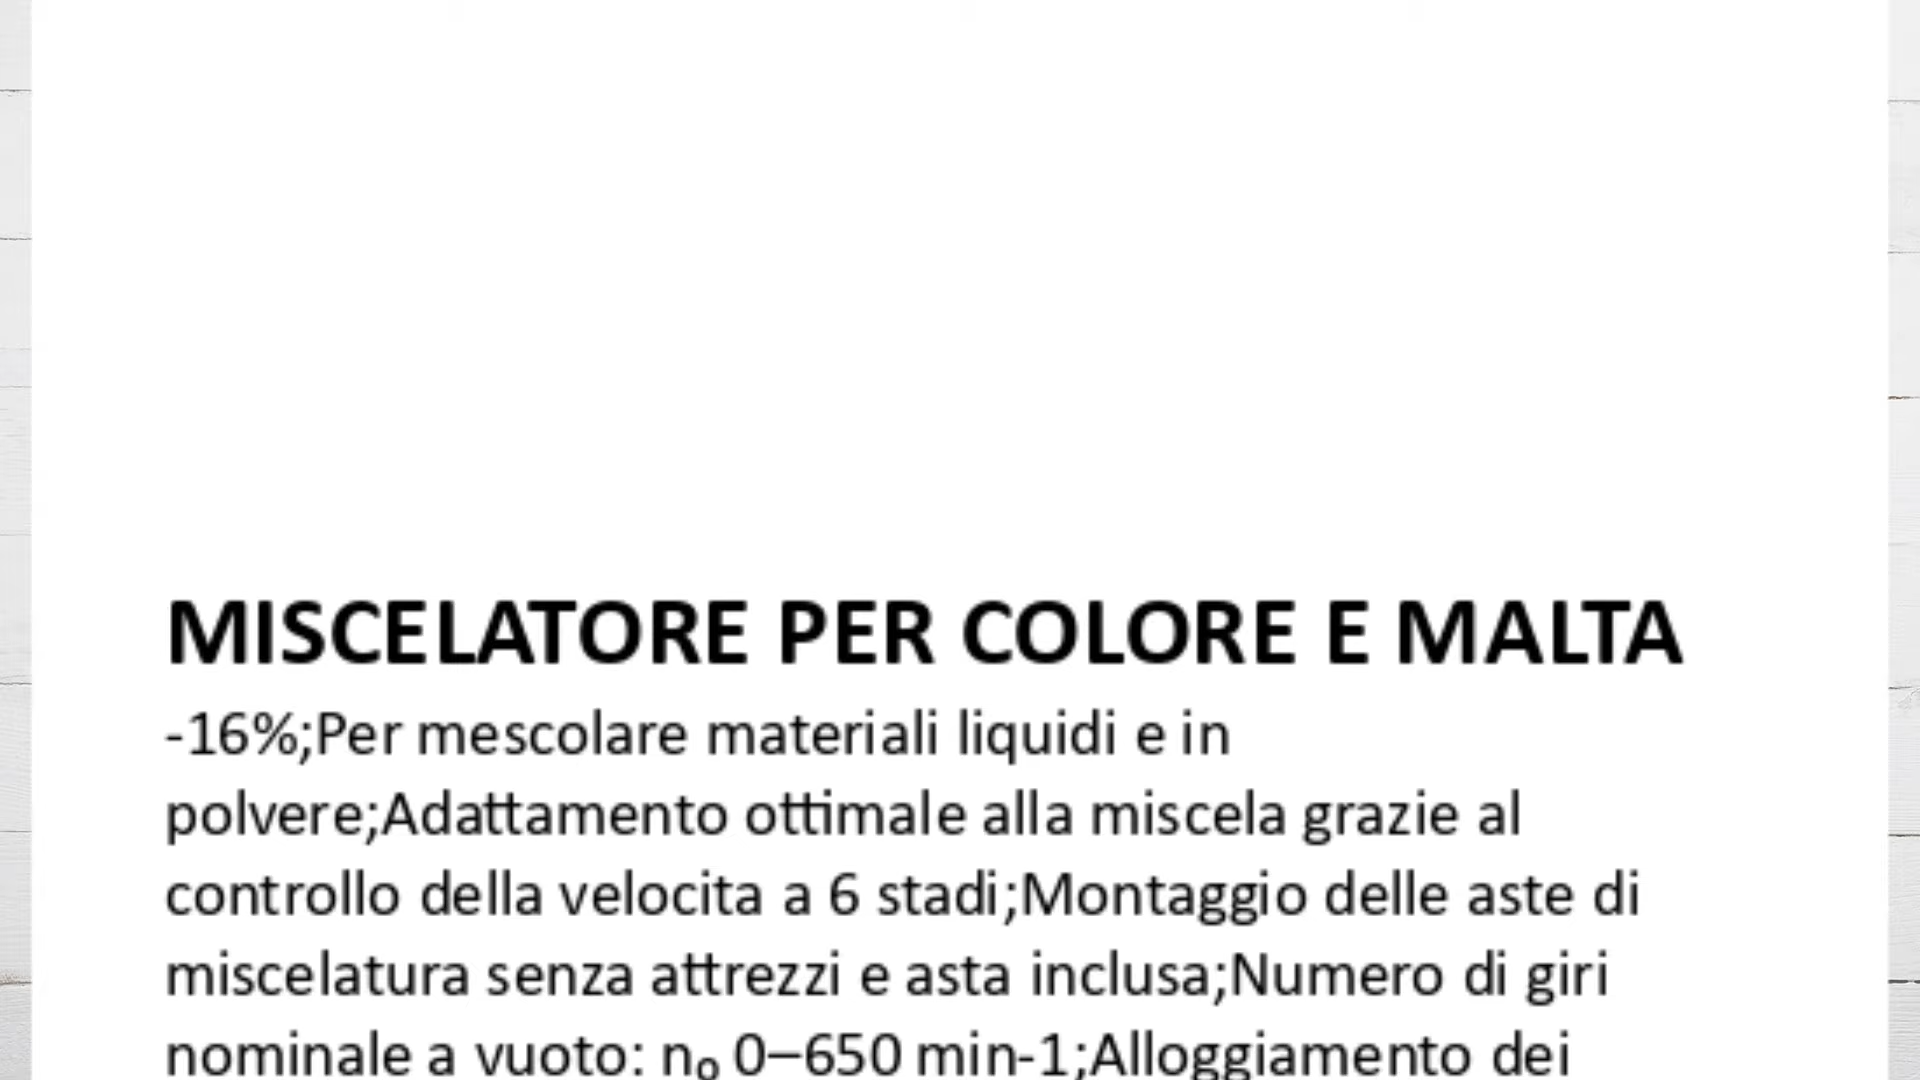 MISCELATORE PER COLORE E MALTA
-16%;Per mescolare materiali liquidi e in
polvere;Adattamento ottimale alla miscela grazie al
controllo della velocita a 6 stadi;Montaggio delle aste di
miscelatura senza attrezzi e asta inclusa;Numero di giri
nominale a vuoto: n₀ 0–650 min-1;Alloggiamento dei